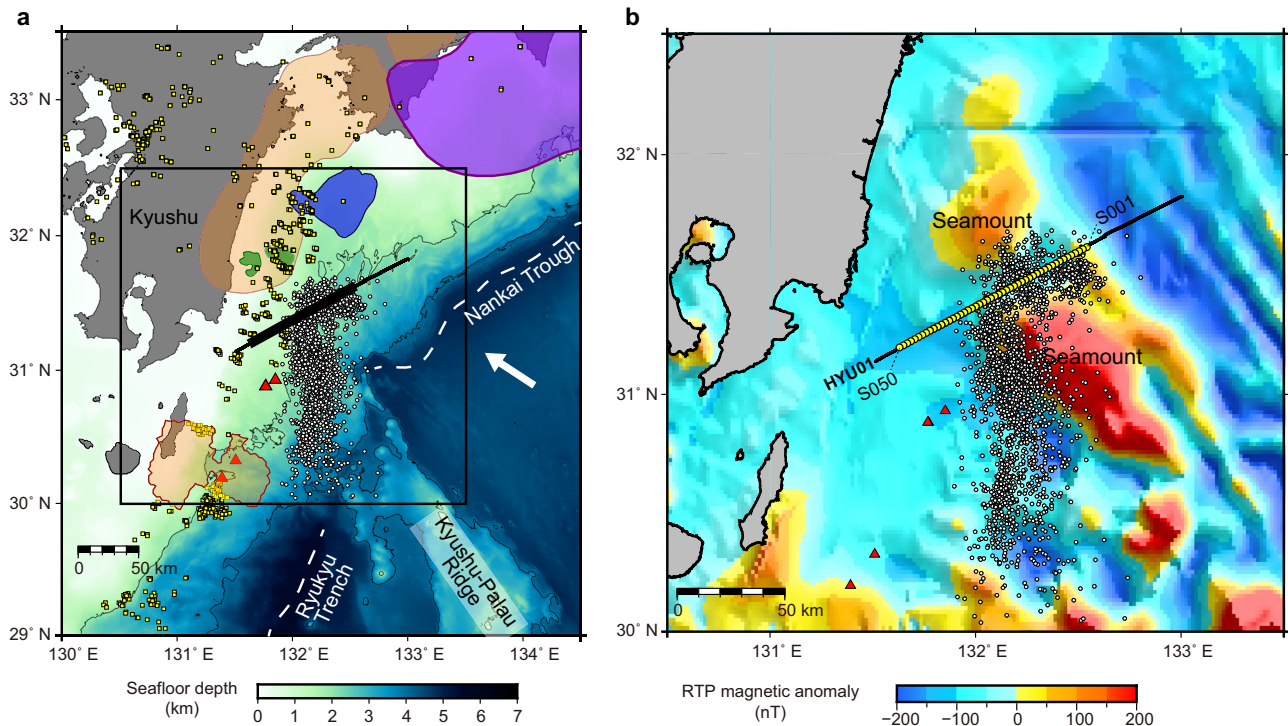 a
33° N
32° N
31° N
30° N
29° N
130° E
131° E
132° E
133° E
134° E
Kyushu
Nankai Trough
Ryukyu
Trench
Kyushu-Palau
Ridge
0
50 km
Seafloor depth
(km)
0 1 2 3 4 5 6 7
b
32° N
31° N
30° N
131° E
132° E
133° E
Seamount
S001
Seamount
HYU01
S050
0
50 km
RTP magnetic anomaly
(nT)
−200 −100 0 100 200